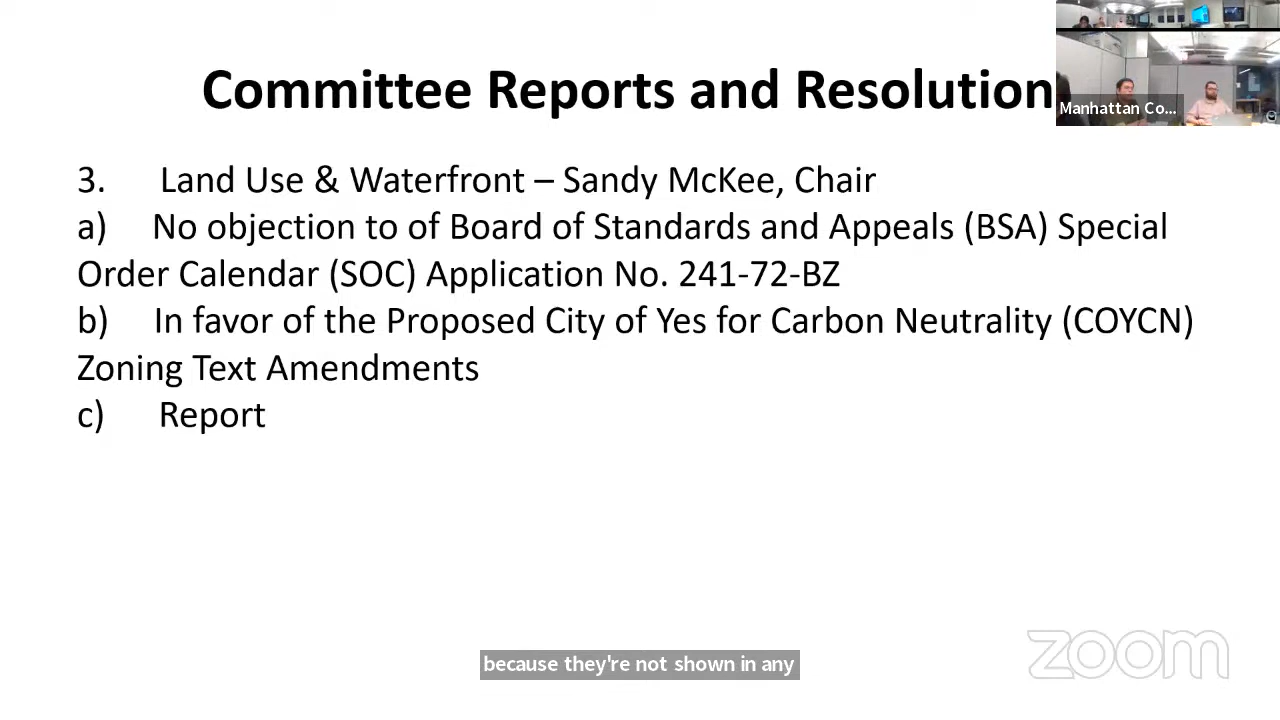 Committee Reports and Resolution
Manhattan Co...
3. Land Use & Waterfront – Sandy McKee, Chair
a) No objection to of Board of Standards and Appeals (BSA) Special
Order Calendar (SOC) Application No. 241-72-BZ
b) In favor of the Proposed City of Yes for Carbon Neutrality (COYCN)
Zoning Text Amendments
c) Report
zoom
because they're not shown in any